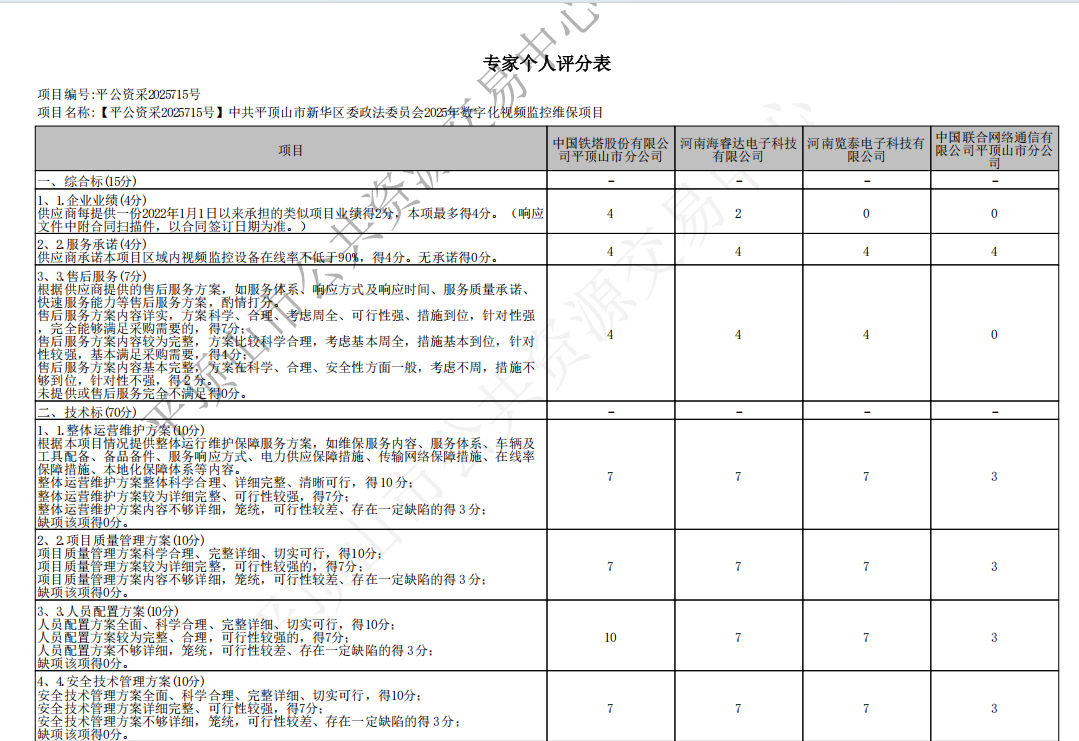 专家个人评分表
项目编号:平公资采2025715号
项目名称:【平公资采2025715号】中共平顶山市新华区委政法委员会2025年数字化视频监控维保项目
项目
中国铁塔股份有限公
司平顶山市分公司
河南海睿达电子科技
有限公司
河南览泰电子科技有
限公司
中国联合网络通信有
限公司平顶山市分公
司
一、综合标(15分)
－ － － －
1、1.企业业绩(4分)
供应商每提供一份2022年1月1日以来承担的类似项目业绩得2分，本项最多得4分。（响应
文件中附合同扫描件，以合同签订日期为准。）
4 2 0 0
2、2.服务承诺(4分)
供应商承诺本项目区域内视频监控设备在线率不低于90%，得4分。无承诺得0分。
4 4 4 4
3、3.售后服务(7分)
根据供应商提供的售后服务方案，如服务体系、响应方式及响应时间、服务质量承诺、
快速服务能力等售后服务方案，酌情打分。
售后服务方案内容详实，方案科学、合理、考虑周全、可行性强、措施到位，针对性强
，完全能够满足采购需要的，得7分；
售后服务方案内容较为完整，方案比较科学合理，考虑基本周全，措施基本到位，针对
性较强，基本满足采购需要，得4分；
售后服务方案内容基本完整，方案在科学、合理、安全性方面一般，考虑不周，措施不
够到位，针对性不强，得２分。
未提供或售后服务完全不满足得0分。
4 4 4 0
二、技术标(70分)
－ － － －
1、1.整体运营维护方案(10分)
根据本项目情况提供整体运行维护保障服务方案，如维保服务内容、服务体系、车辆及
工具配备、备品备件、服务响应方式、电力供应保障措施、传输网络保障措施、在线率
保障措施、本地化保障体系等内容。
整体运营维护方案整体科学合理、详细完整、清晰可行，得 10 分；
整体运营维护方案较为详细完整、可行性较强，得7分；
整体运营维护方案内容不够详细，笼统，可行性较差、存在一定缺陷的得 3 分；
缺项该项得0分。
7 7 7 3
2、2.项目质量管理方案(10分)
项目质量管理方案科学合理、完整详细、切实可行，得10分；
项目质量管理方案较为详细完整、可行性较强的，得7分；
项目质量管理方案内容不够详细，笼统，可行性较差、存在一定缺陷的得 3 分；
缺项该项得0分。
7 7 7 3
3、3.人员配置方案(10分)
人员配置方案全面、科学合理、完整详细、切实可行，得10分；
人员配置方案较为完整、合理，可行性较强的，得7分；
人员配置方案不够详细，笼统，可行性较差、存在一定缺陷的得 3 分；
缺项该项得0分。
10 7 7 3
4、4.安全技术管理方案(10分)
安全技术管理方案全面、科学合理、完整详细、切实可行，得10分；
安全技术管理方案详细完整、可行性较强，得7分；
安全技术管理方案不够详细，笼统，可行性较差、存在一定缺陷的得 3 分；
缺项该项得0分。
7 7 7 3
平顶山市公共资源交易中心
平顶山市公共资源交易中心